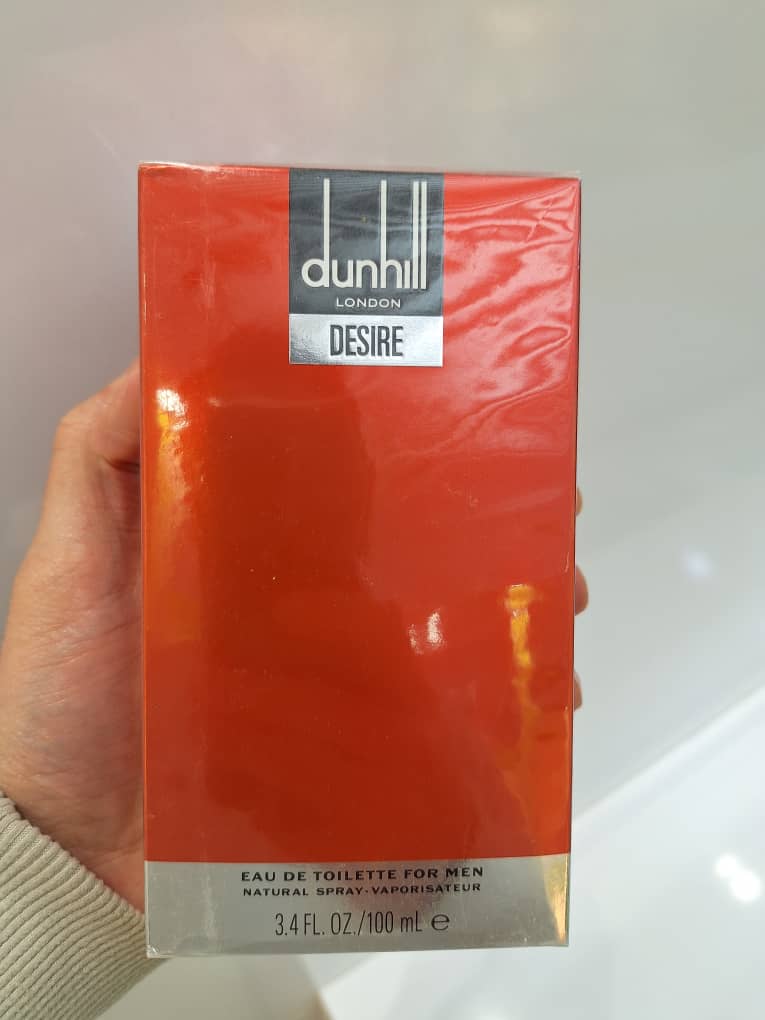 dunhill
LONDON
DESIRE
EAU DE TOILETTE FOR MEN
NATURAL SPRAY-VAPORISATEUR
3.4 FL. OZ./100 mL ℮